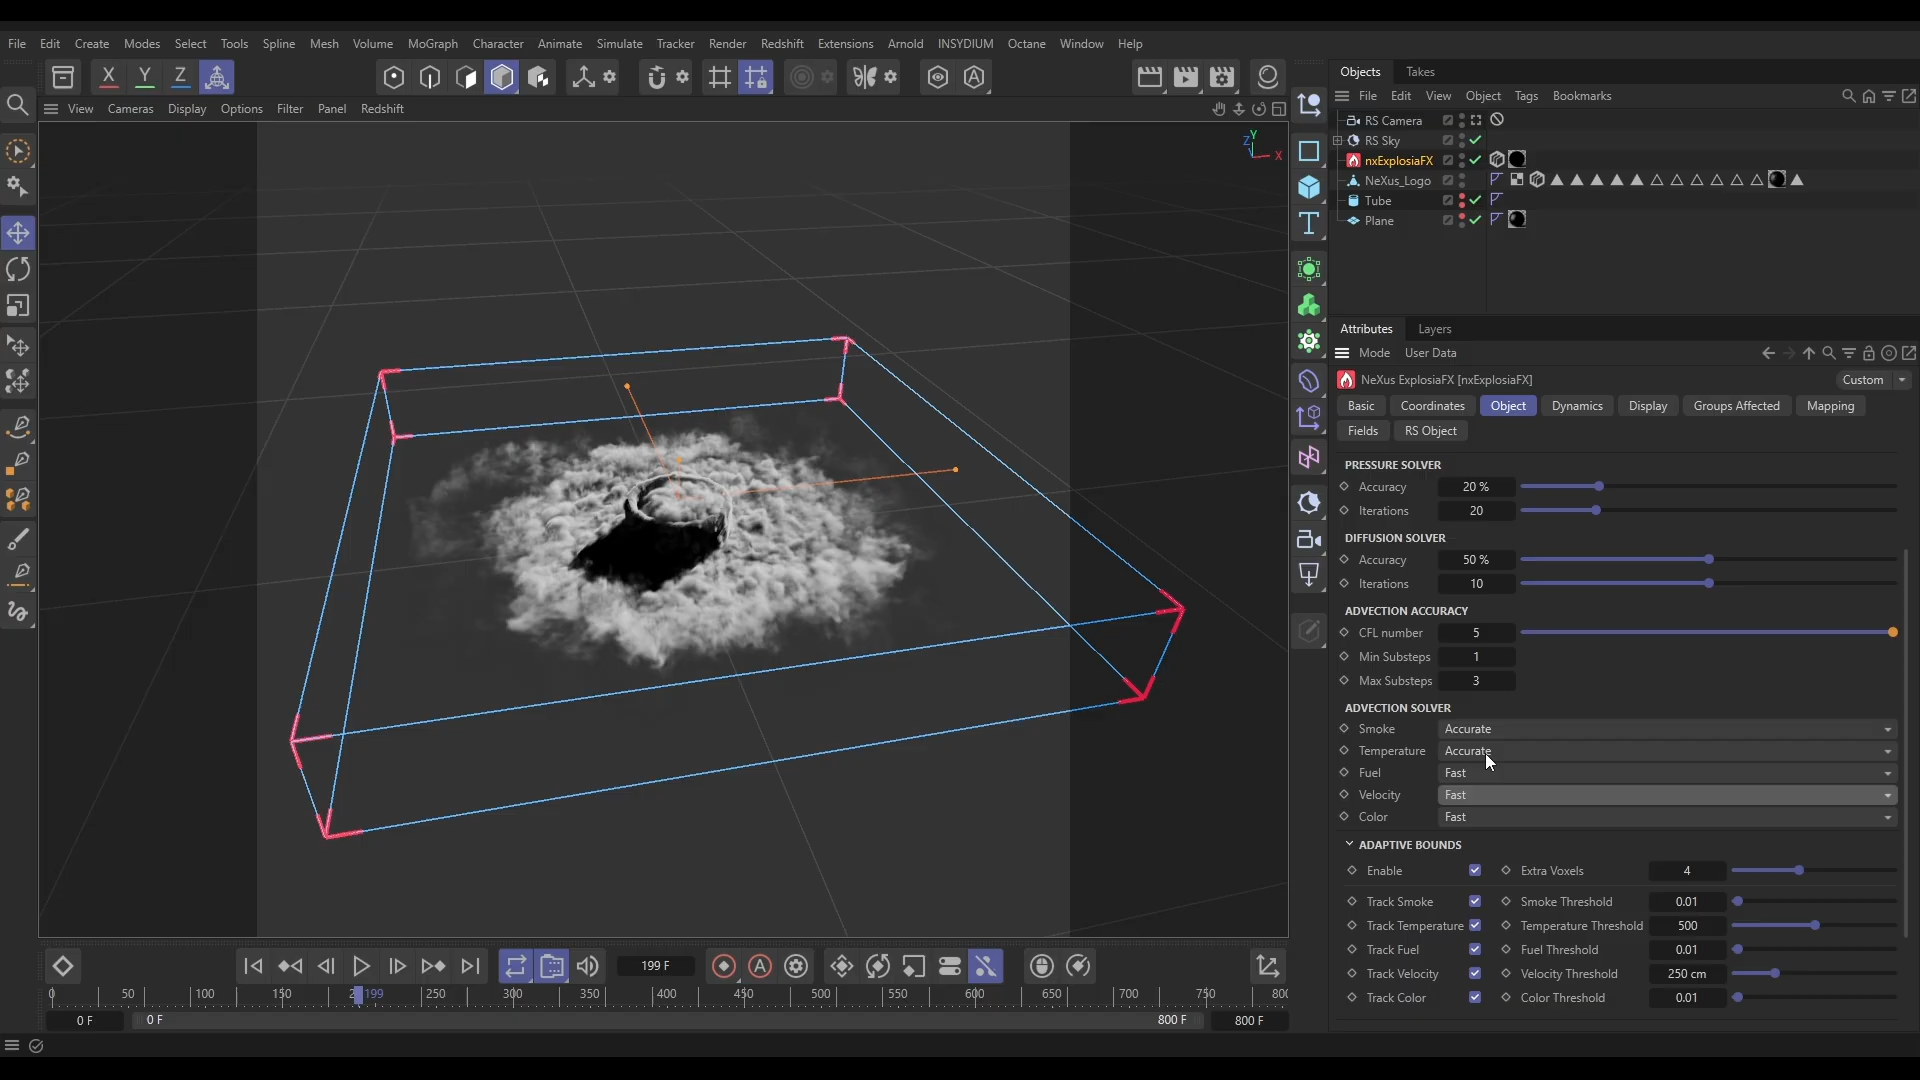 File Edit Create Modes Select Tools Spline Mesh Volume MoGraph Character Animate Simulate Tracker Render Redshift Extensions Arnold INSYDIUM Octane Window Help
X Y Z
View Cameras Display Options Filter Panel Redshift
Y
Z
X
Objects Takes
File Edit View Object Tags Bookmarks
RS Camera
RS Sky
nxExplosiaFX
NeXus_Logo
Tube
Plane
Attributes Layers
Mode User Data
NeXus ExplosiaFX [nxExplosiaFX] Custom
Basic Coordinates Object Dynamics Display Groups Affected Mapping
Fields RS Object
PRESSURE SOLVER
Accuracy 20 %
Iterations 20
DIFFUSION SOLVER
Accuracy 50 %
Iterations 10
ADVECTION ACCURACY
CFL number 5
Min Substeps 1
Max Substeps 3
ADVECTION SOLVER
Smoke Accurate
Temperature Accurate
Fuel Fast
Velocity Fast
Color Fast
ADAPTIVE BOUNDS
Enable Extra Voxels 4
Track Smoke Smoke Threshold 0.01
Track Temperature Temperature Threshold 500
Track Fuel Fuel Threshold 0.01
Track Velocity Velocity Threshold 250 cm
Track Color Color Threshold 0.01
199 F
0 50 100 150 2 199 250 300 350 400 450 500 550 600 650 700 750 800
0 F 0 F 800 F 800 F